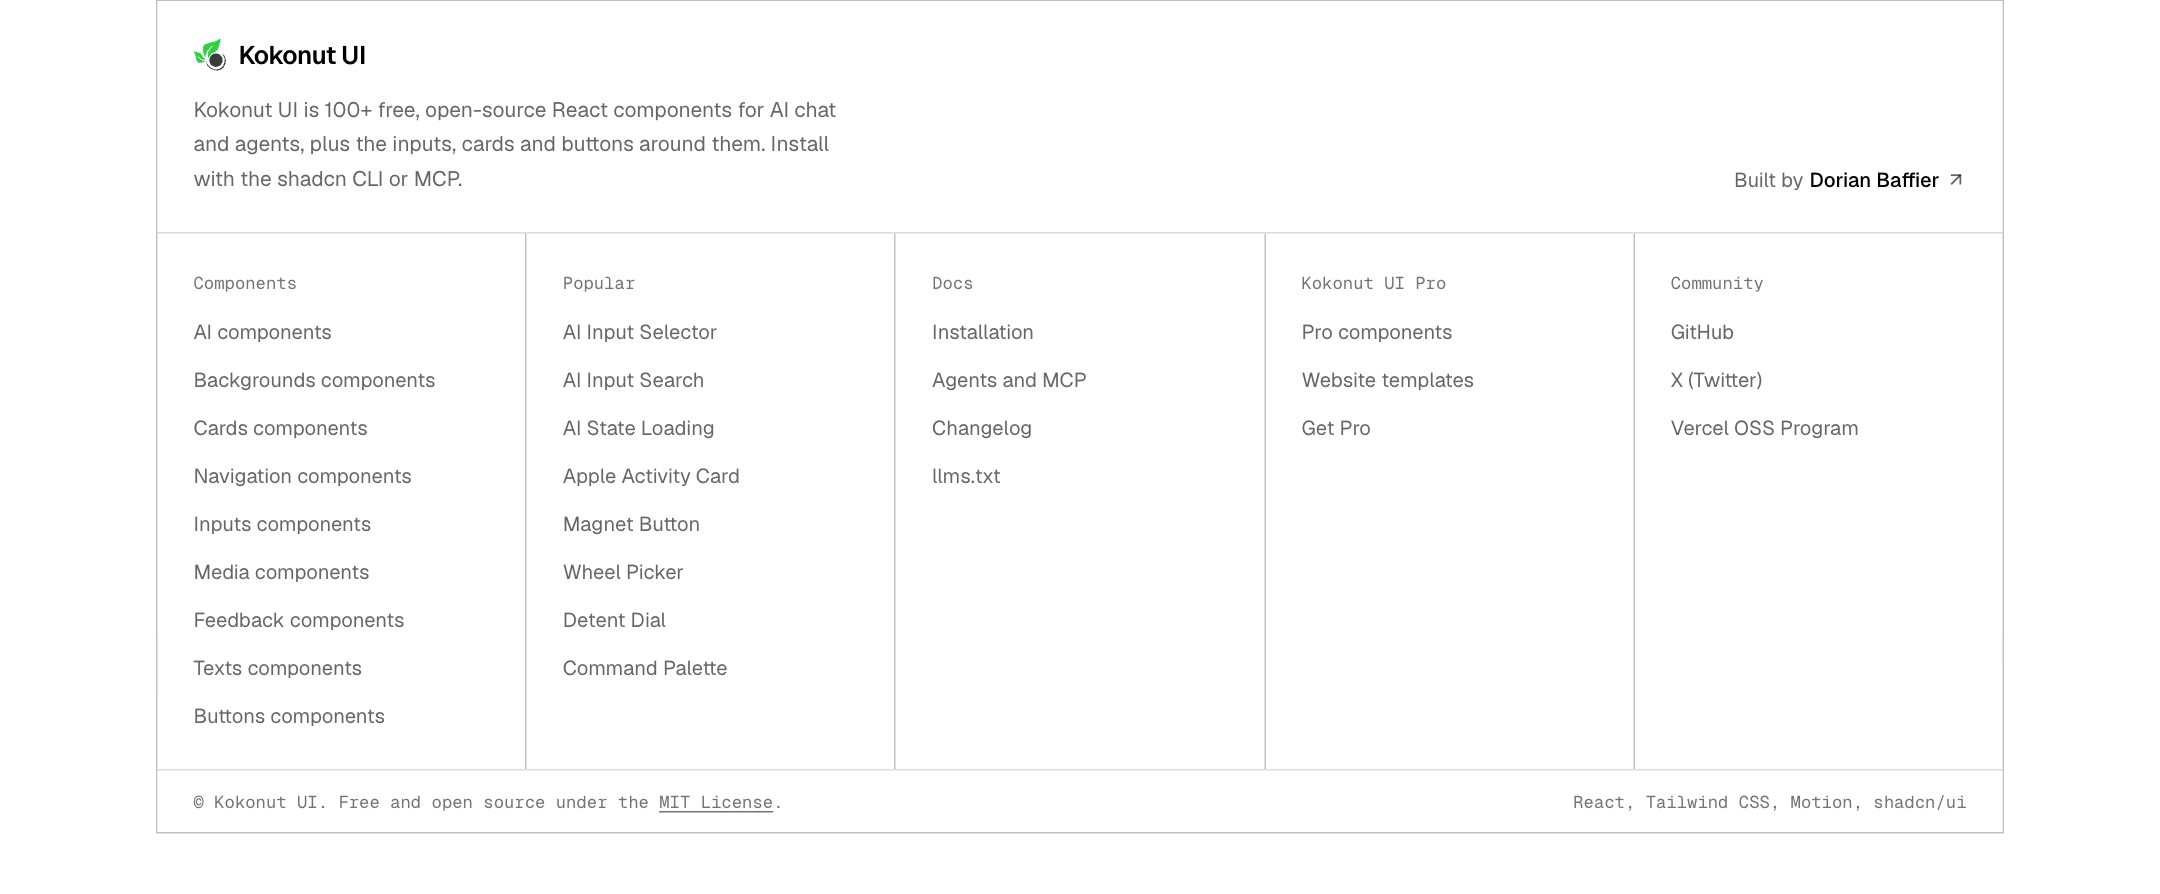 Kokonut UI
Kokonut UI is 100+ free, open-source React components for AI chat
and agents, plus the inputs, cards and buttons around them. Install
with the shadcn CLI or MCP.
Built by Dorian Baffier
Components
AI components
Backgrounds components
Cards components
Navigation components
Inputs components
Media components
Feedback components
Texts components
Buttons components
Popular
AI Input Selector
AI Input Search
AI State Loading
Apple Activity Card
Magnet Button
Wheel Picker
Detent Dial
Command Palette
Docs
Installation
Agents and MCP
Changelog
llms.txt
Kokonut UI Pro
Pro components
Website templates
Get Pro
Community
GitHub
X (Twitter)
Vercel OSS Program
© Kokonut UI. Free and open source under the MIT License.
React, Tailwind CSS, Motion, shadcn/ui